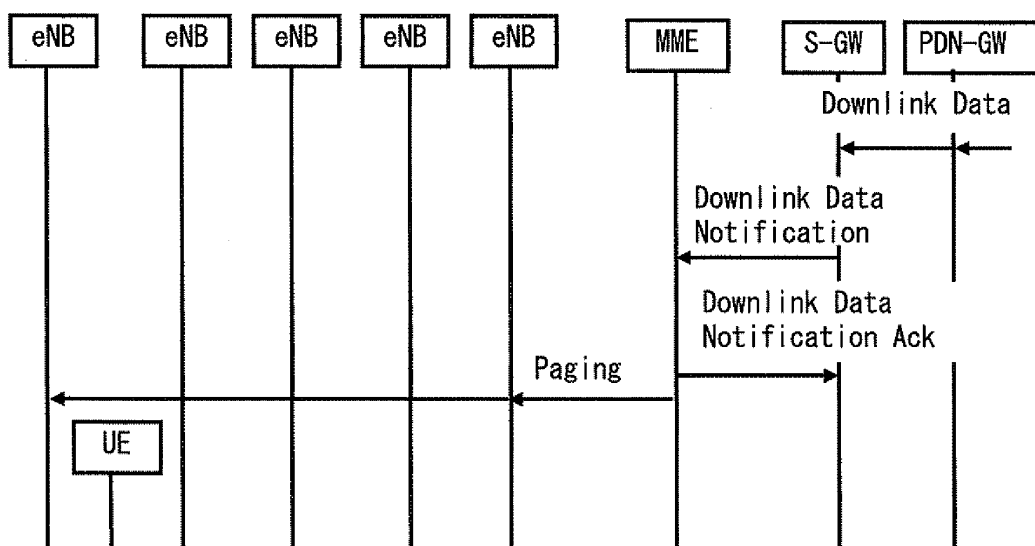 eNB eNB eNB eNB eNB MME S-GW PDN-GW
Downlink Data
Downlink Data
Notification
Downlink Data
Notification Ack
Paging
UE